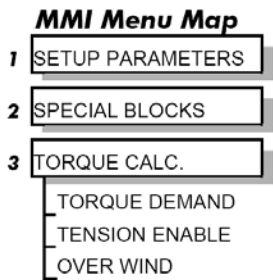 MMI Menu Map
1 SETUP PARAMETERS
2 SPECIAL BLOCKS
3 TORQUE CALC.
TORQUE DEMAND
TENSION ENABLE
OVER WIND